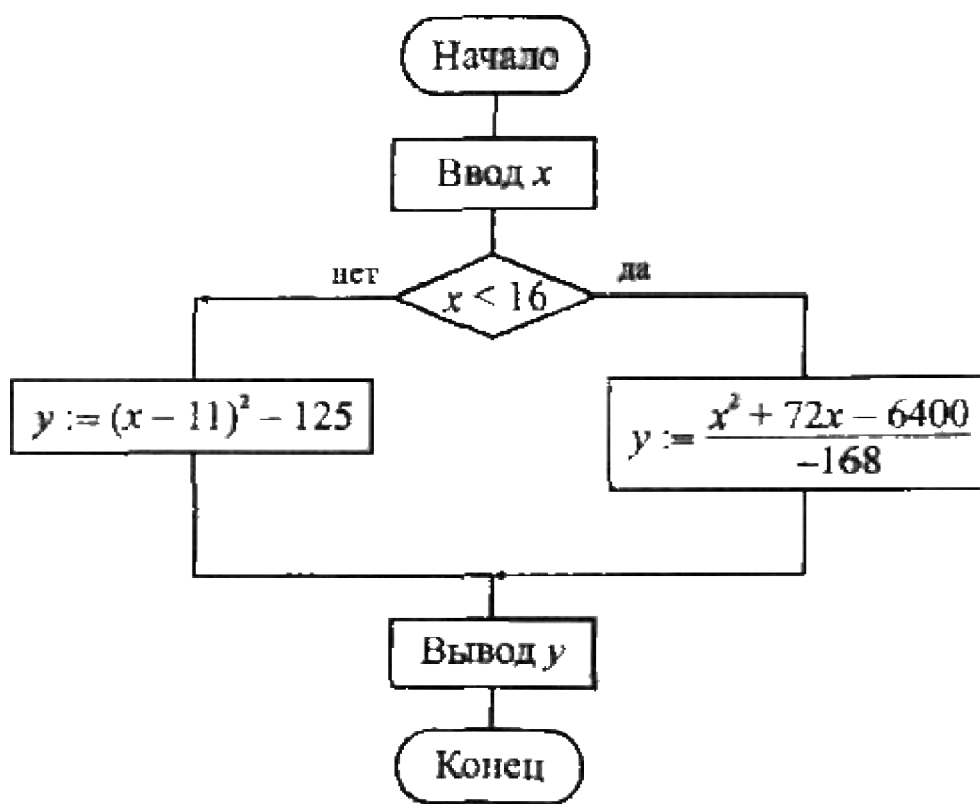 Начало
Ввод x
нет
да
x < 16
y := (x – 11)² – 125
y := x² + 72x – 6400
–168
Вывод y
Конец